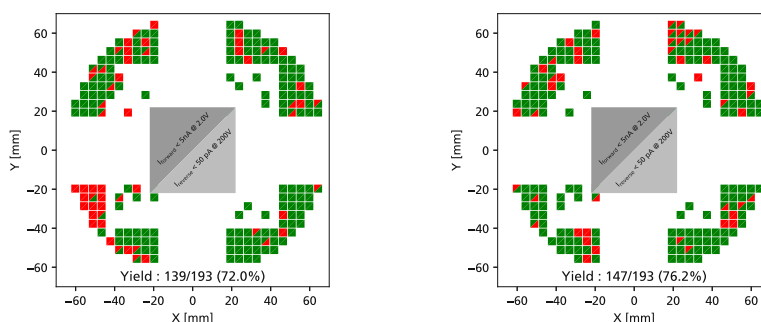 60
40
20
0
−20
−40
−60
Y [mm]
I_forward < 5nA @ 2.0V
I_reverse < 50 pA @ 200V
Yield : 139/193 (72.0%)
−60 −40 −20 0 20 40 60
X [mm]
60
40
20
0
−20
−40
−60
Y [mm]
I_forward < 5nA @ 2.0V
I_reverse < 50 pA @ 200V
Yield : 147/193 (76.2%)
−60 −40 −20 0 20 40 60
X [mm]